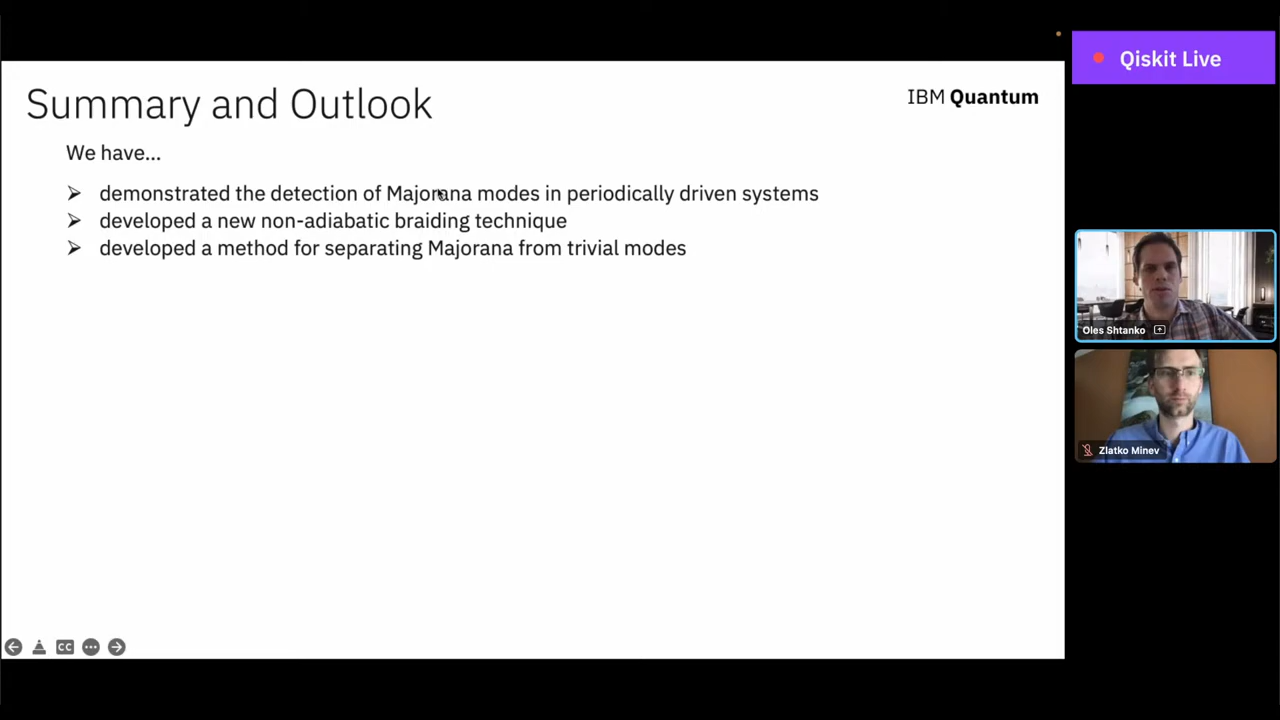 Qiskit Live
Summary and Outlook
IBM Quantum
We have...
➢ demonstrated the detection of Majorana modes in periodically driven systems
➢ developed a new non-adiabatic braiding technique
➢ developed a method for separating Majorana from trivial modes
Oles Shtanko
Zlatko Minev
CC